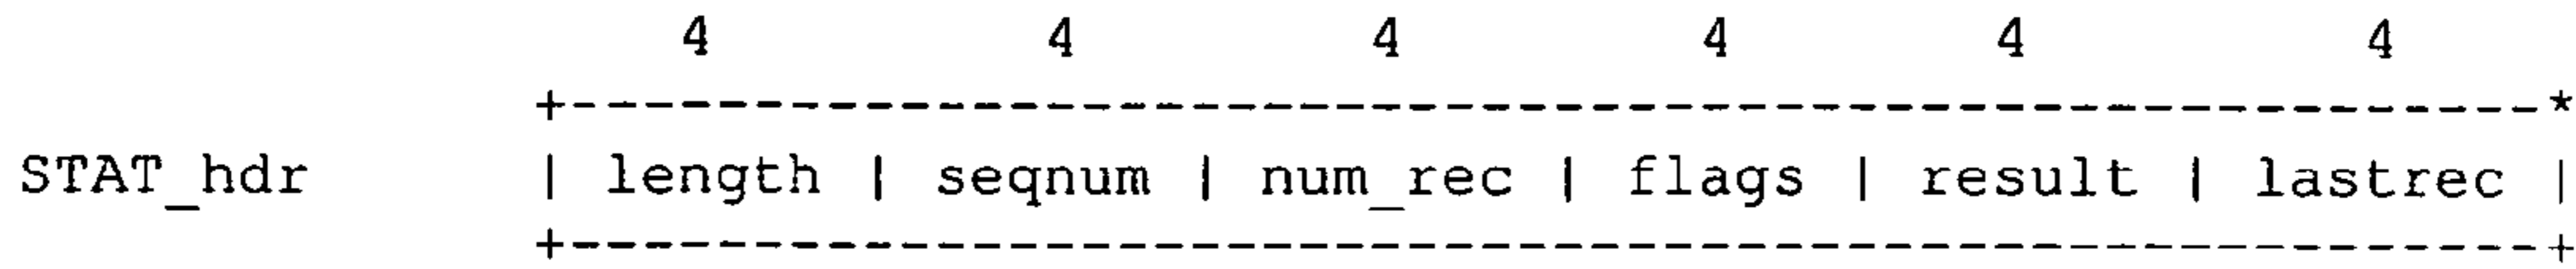 4 4 4 4 4 4
+-------------------------------------------------------*
STAT_hdr | length | seqnum | num_rec | flags | result | lastrec |
+-------------------------------------------------------+